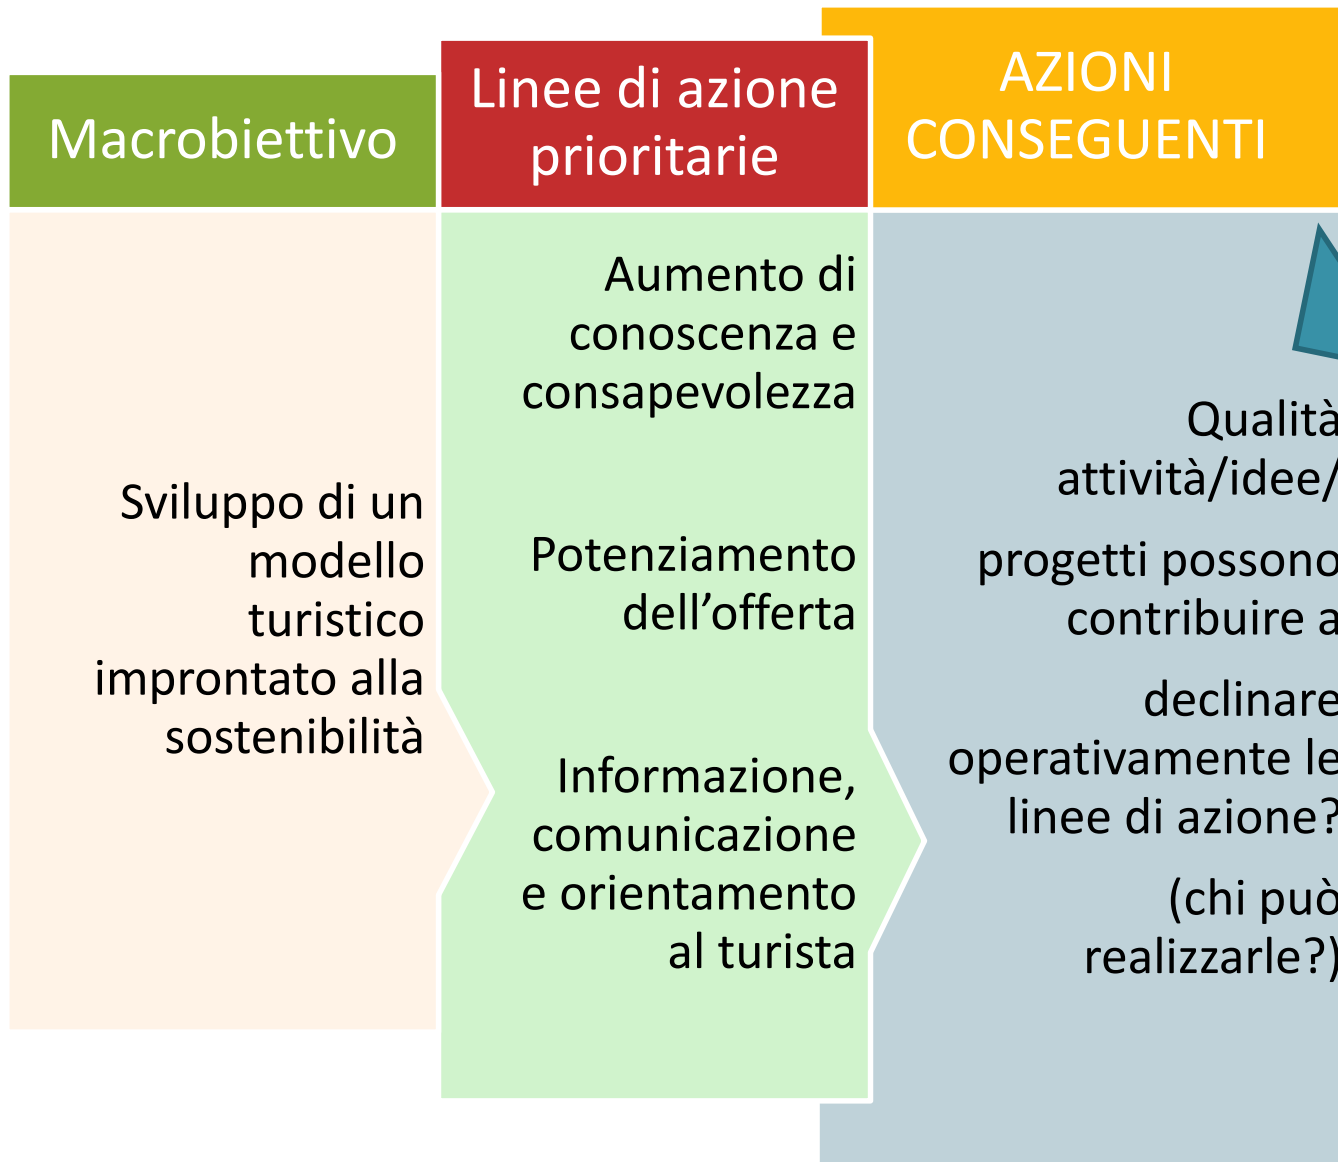 Macrobiettivo
Linee di azione
prioritarie
AZIONI
CONSEGUENTI
Sviluppo di un
modello
turistico
improntato alla
sostenibilità
Aumento di
conoscenza e
consapevolezza
Potenziamento
dell’offerta
Informazione,
comunicazione
e orientamento
al turista
Qualità
attività/idee/
progetti possono
contribuire a
declinare
operativamente le
linee di azione?
(chi può
realizzarle?)